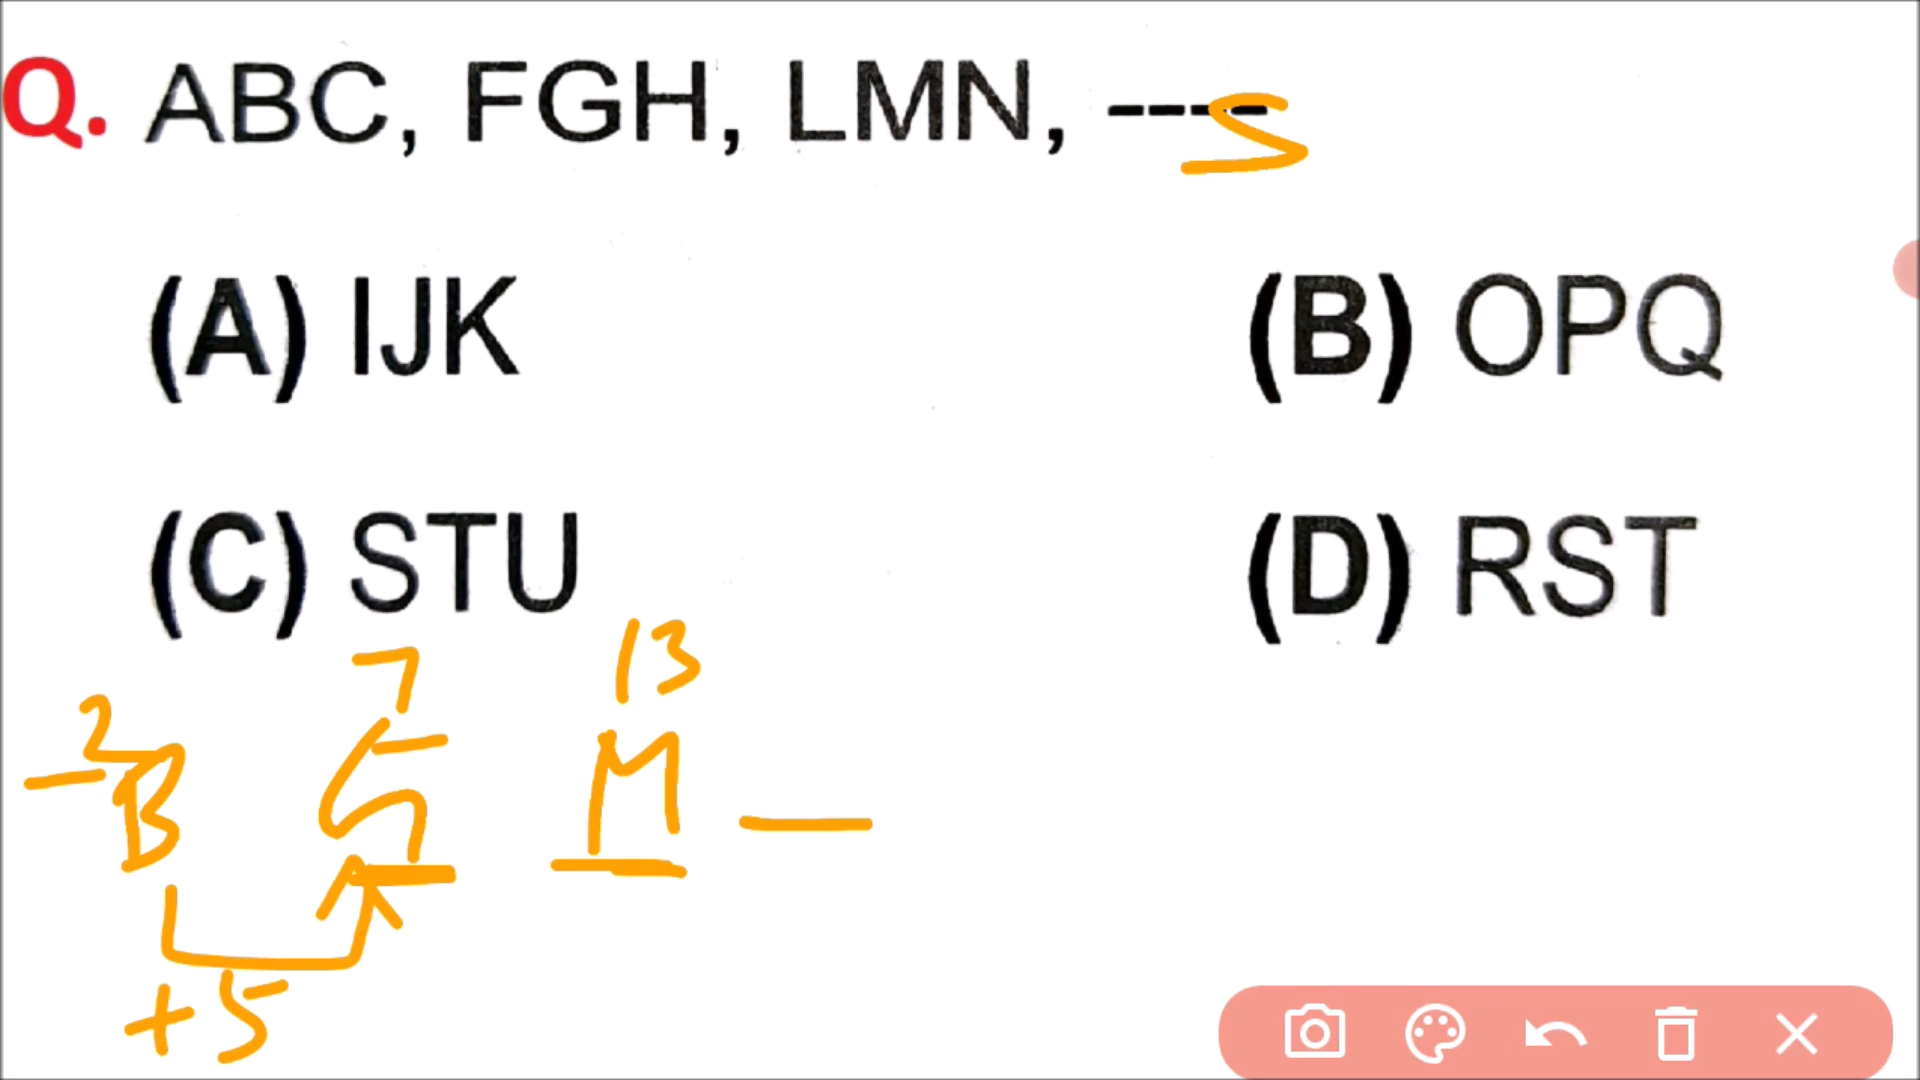 Q. ABC, FGH, LMN, ----S
(A) IJK (B) OPQ
(C) STU (D) RST
2 7 13
B G M
+5